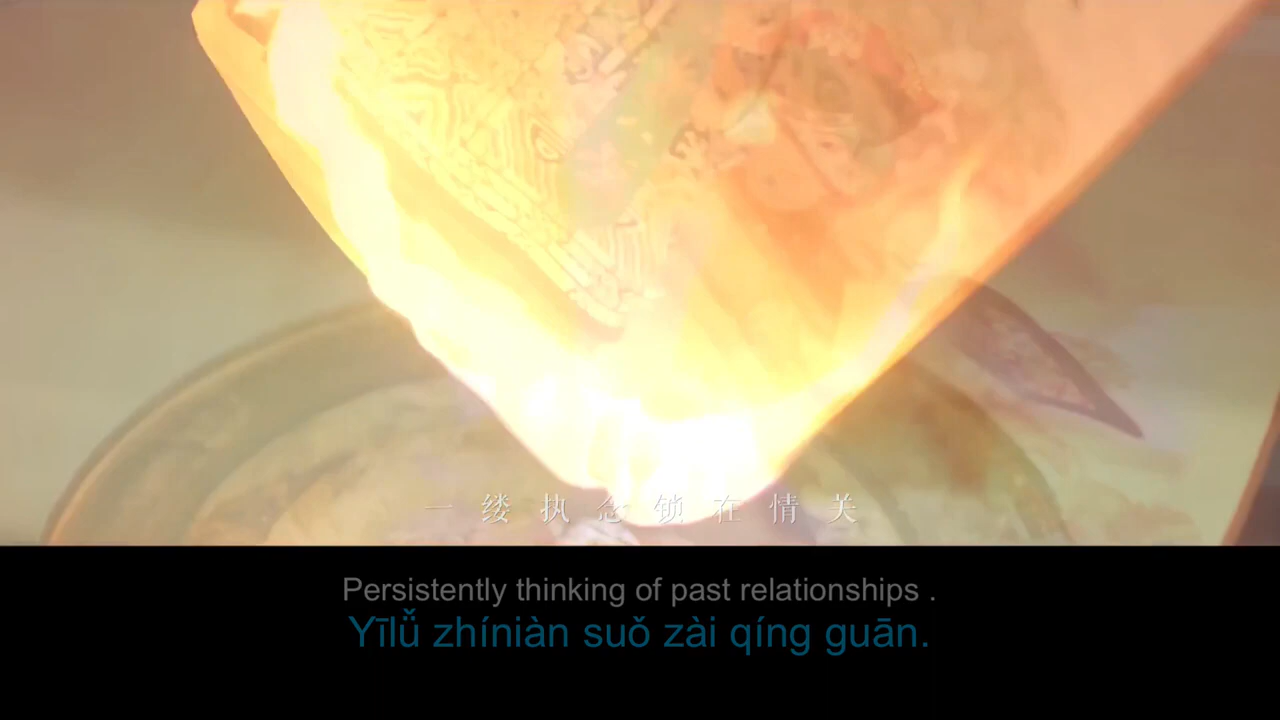 一缕执念锁在情关
Persistently thinking of past relationships .
Yīlǚ zhíniàn suǒ zài qíng guān.